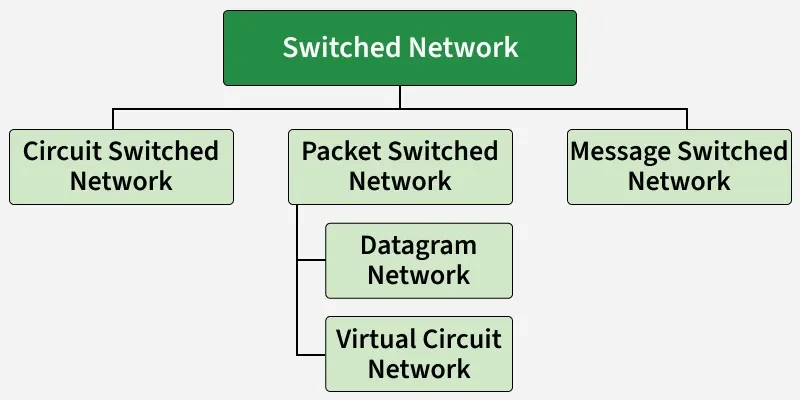 Switched Network
Circuit Switched
Network
Packet Switched
Network
Message Switched
Network
Datagram
Network
Virtual Circuit
Network